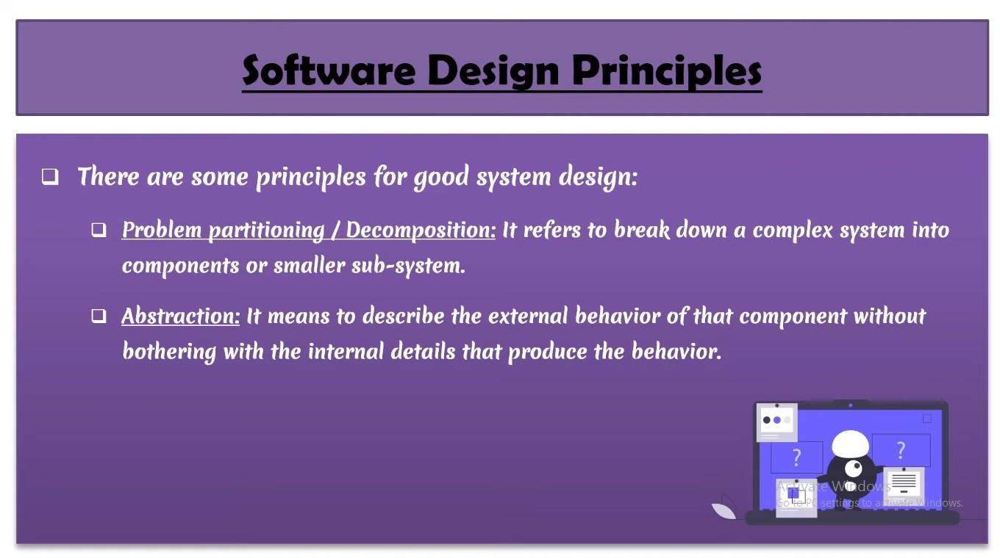 Software Design Principles
There are some principles for good system design:
Problem partitioning / Decomposition: It refers to break down a complex system into
components or smaller sub-system.
Abstraction: It means to describe the external behavior of that component without
bothering with the internal details that produce the behavior.
? ?
Activate Windows
Go to PC settings to activate Windows.